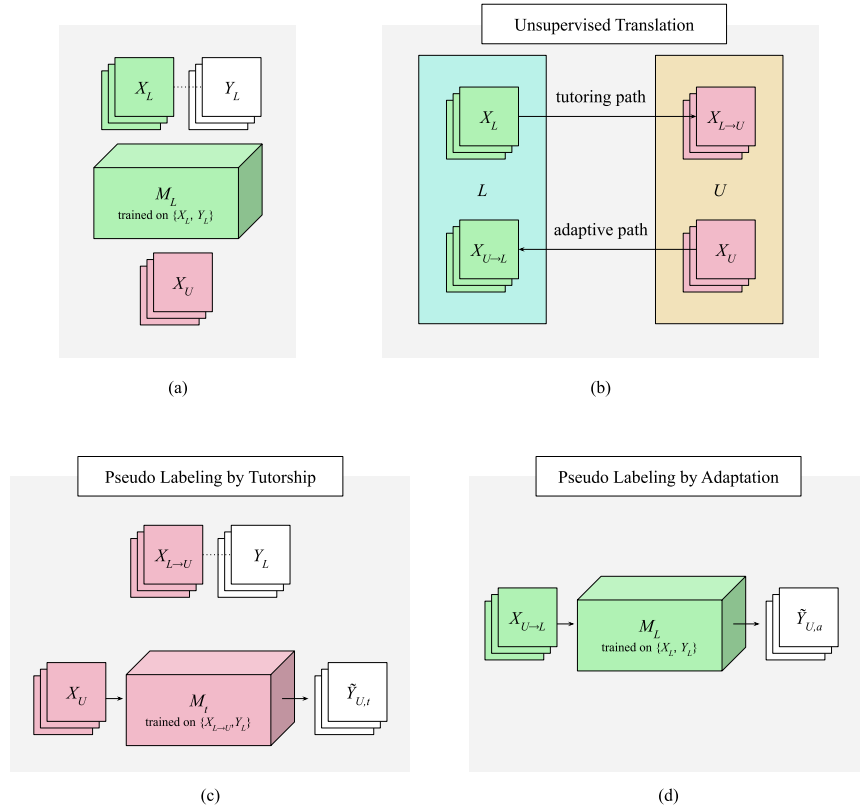 X_L
Y_L
M_L
trained on {X_L, Y_L}
X_U
(a)
Unsupervised Translation
X_L
tutoring path
X_{L→U}
L
U
X_{U→L}
adaptive path
X_U
(b)
Pseudo Labeling by Tutorship
X_{L→U}
Y_L
X_U
M_t
trained on {X_{L→U},Y_L}
Ỹ_{U,t}
(c)
Pseudo Labeling by Adaptation
X_{U→L}
M_L
trained on {X_L, Y_L}
Ỹ_{U,a}
(d)